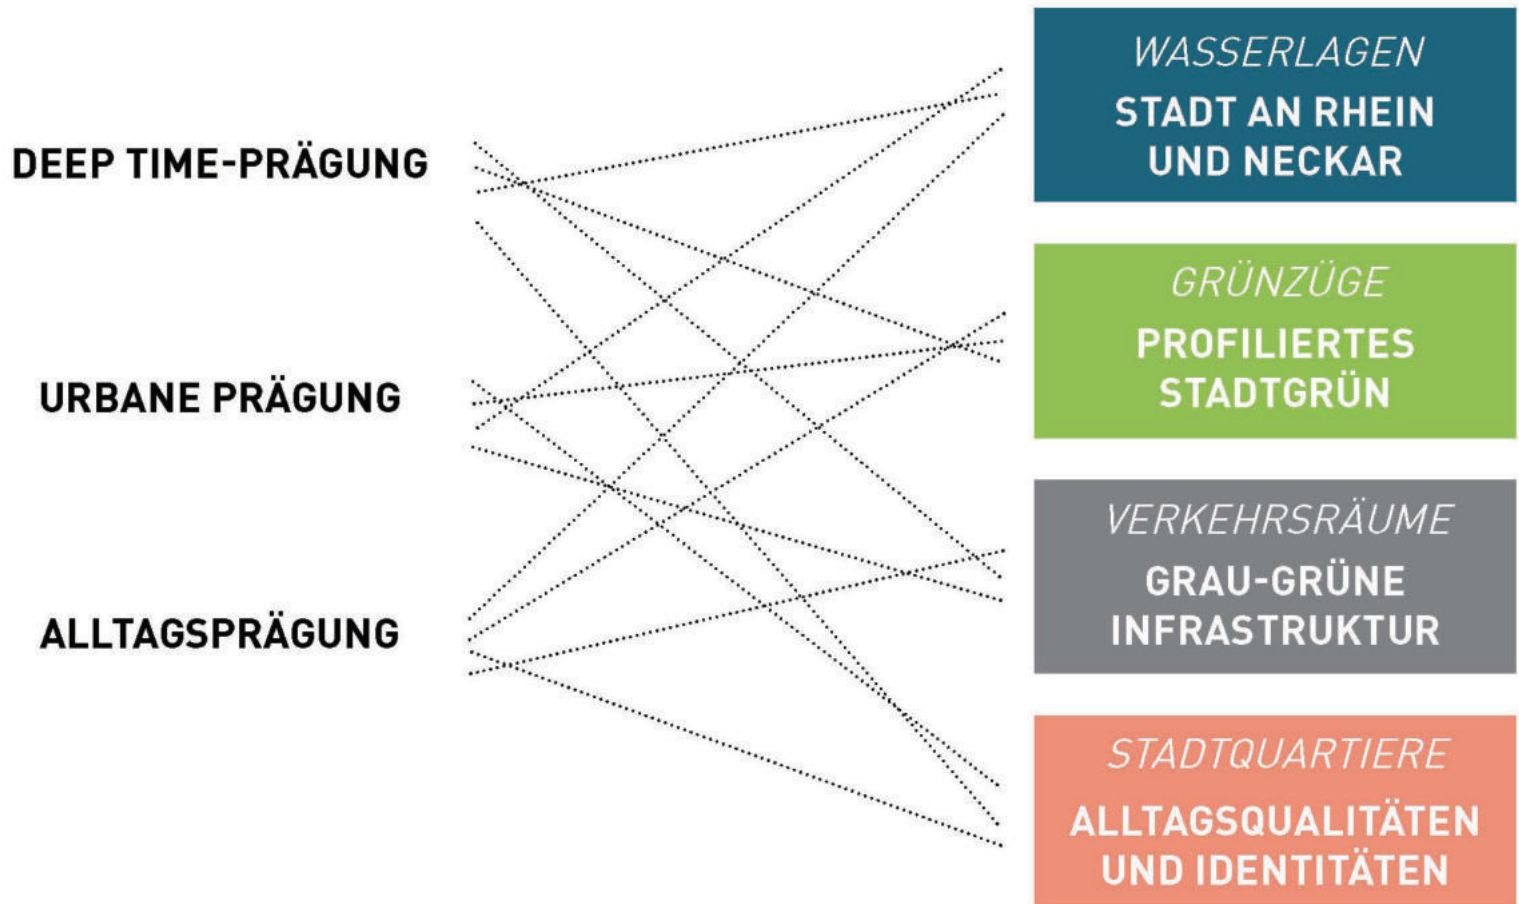 DEEP TIME-PRÄGUNG
URBANE PRÄGUNG
ALLTAGSPRÄGUNG
WASSERLAGEN
STADT AN RHEIN
UND NECKAR
GRÜNZÜGE
PROFILIERTES
STADTGRÜN
VERKEHRSRÄUME
GRAU-GRÜNE
INFRASTRUKTUR
STADTQUARTIERE
ALLTAGSQUALITÄTEN
UND IDENTITÄTEN